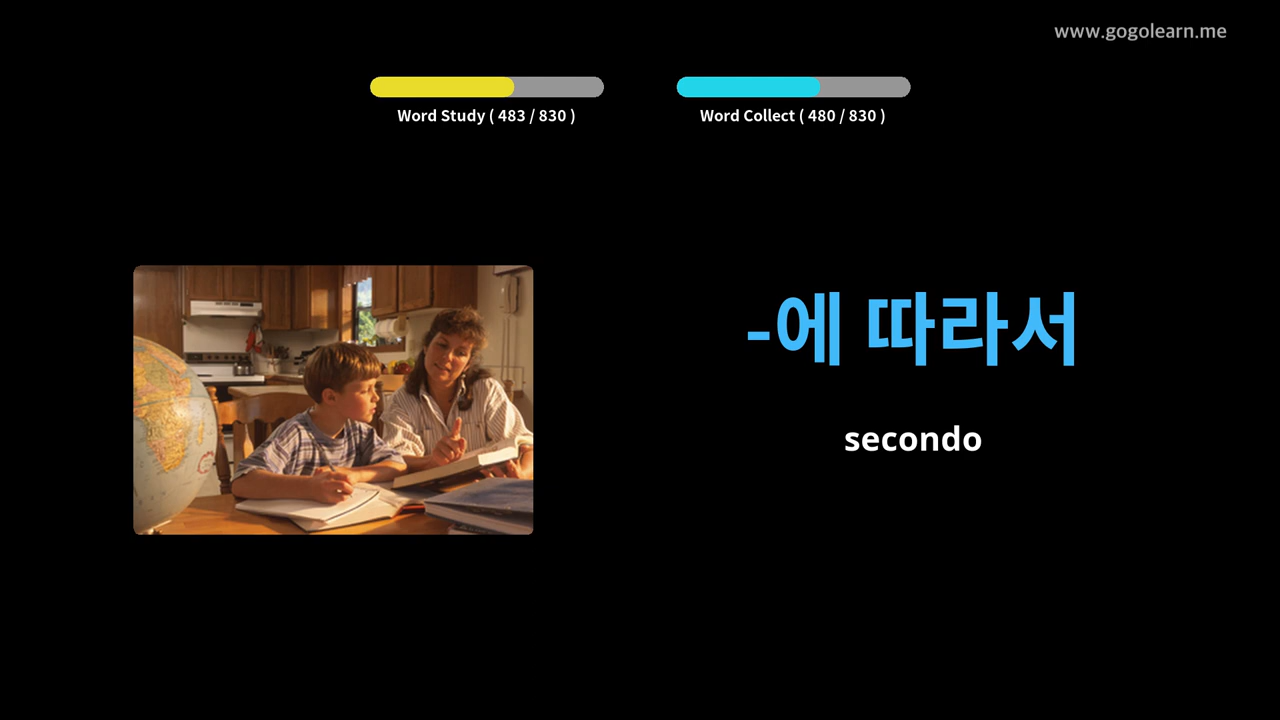 www.gogolearn.me
Word Study ( 483 / 830 )
Word Collect ( 480 / 830 )
-에 따라서
secondo